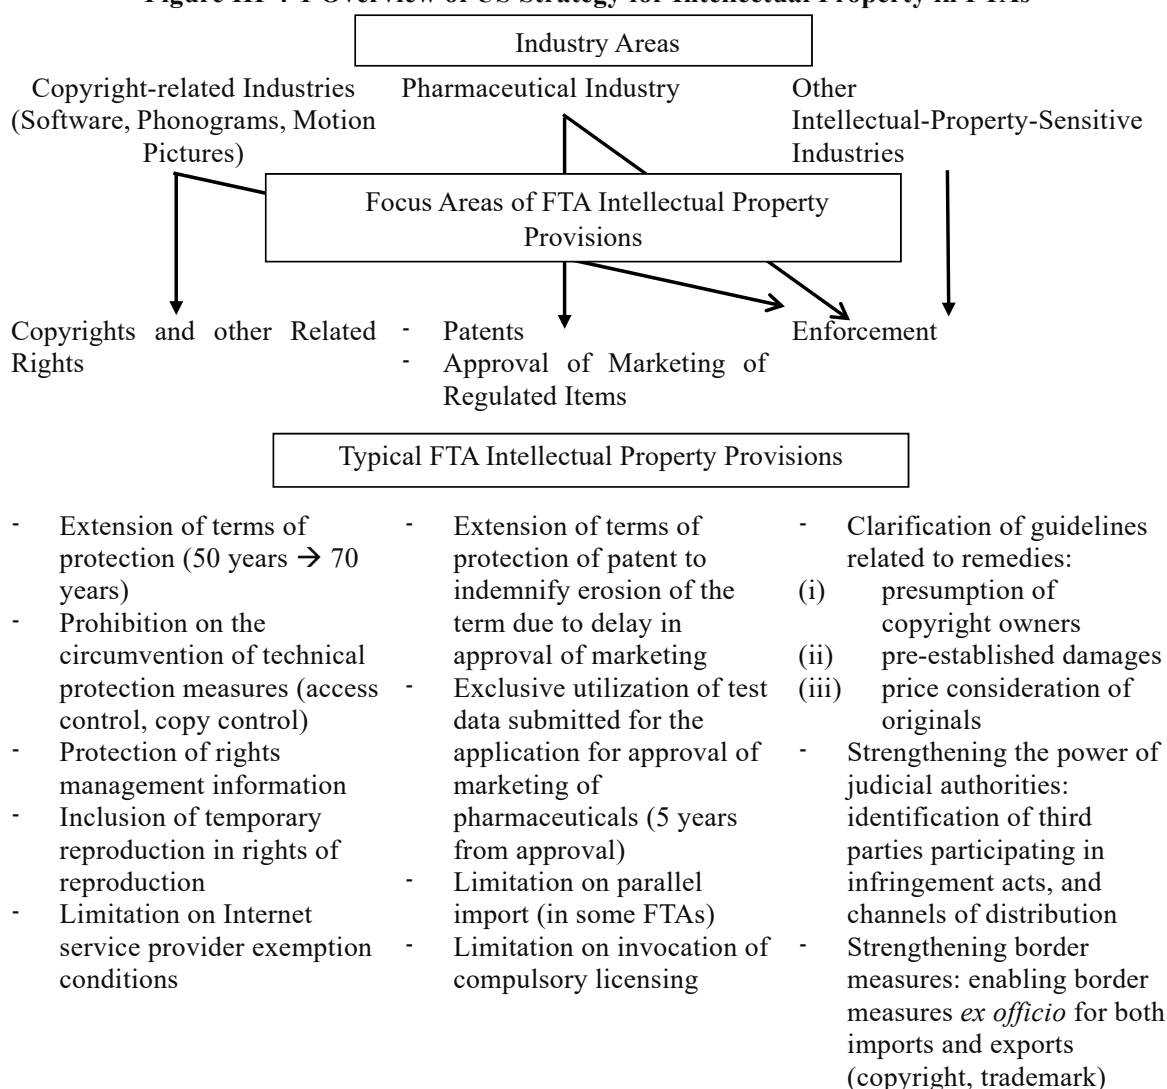 Figure III-4-1 Overview of US Strategy for Intellectual Property in FTAs
Industry Areas
Copyright-related Industries
(Software, Phonograms, Motion
Pictures)
Pharmaceutical Industry
Other
Intellectual-Property-Sensitive
Industries
Focus Areas of FTA Intellectual Property
Provisions
Copyrights and other Related
Rights
- Patents
- Approval of Marketing of
Regulated Items
Enforcement
Typical FTA Intellectual Property Provisions
- Extension of terms of
protection (50 years → 70
years)
- Prohibition on the
circumvention of technical
protection measures (access
control, copy control)
- Protection of rights
management information
- Inclusion of temporary
reproduction in rights of
reproduction
- Limitation on Internet
service provider exemption
conditions
- Extension of terms of
protection of patent to
indemnify erosion of the
term due to delay in
approval of marketing
- Exclusive utilization of test
data submitted for the
application for approval of
marketing of
pharmaceuticals (5 years
from approval)
- Limitation on parallel
import (in some FTAs)
- Limitation on invocation of
compulsory licensing
- Clarification of guidelines
related to remedies:
(i) presumption of
copyright owners
(ii) pre-established damages
(iii) price consideration of
originals
- Strengthening the power of
judicial authorities:
identification of third
parties participating in
infringement acts, and
channels of distribution
- Strengthening border
measures: enabling border
measures ex officio for both
imports and exports
(copyright, trademark)